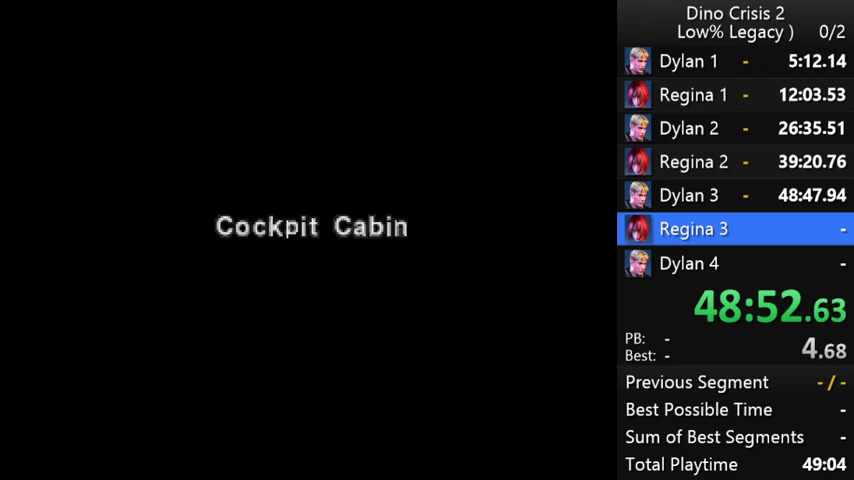 Cockpit Cabin
Dino Crisis 2
Low% Legacy ) 0/2
Dylan 1 - 5:12.14
Regina 1 - 12:03.53
Dylan 2 - 26:35.51
Regina 2 - 39:20.76
Dylan 3 - 48:47.94
Regina 3 -
Dylan 4 -
48:52.63
PB: -
Best: -
4.68
Previous Segment - / -
Best Possible Time -
Sum of Best Segments -
Total Playtime 49:04